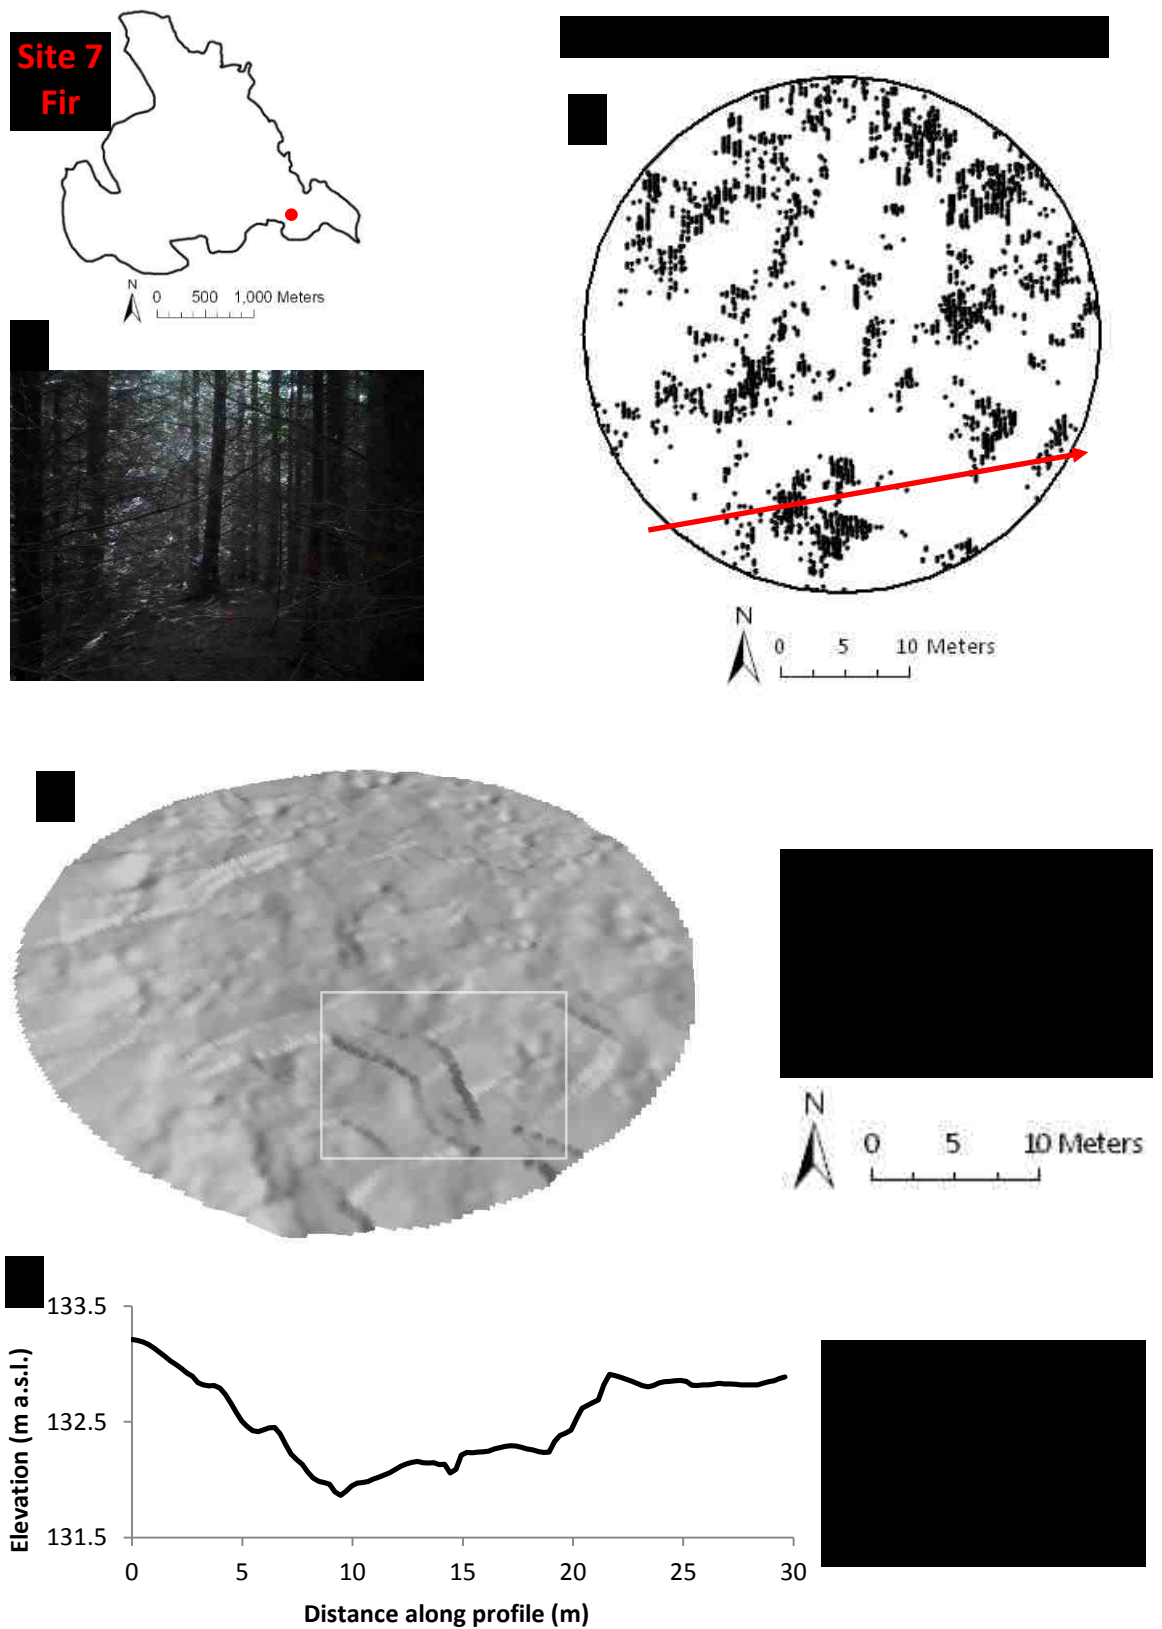 Site 7
Fir
N
0 500 1,000 Meters
N
0 5 10 Meters
N
0 5 10 Meters
133.5
132.5
131.5
Elevation (m a.s.l.)
0 5 10 15 20 25 30
Distance along profile (m)